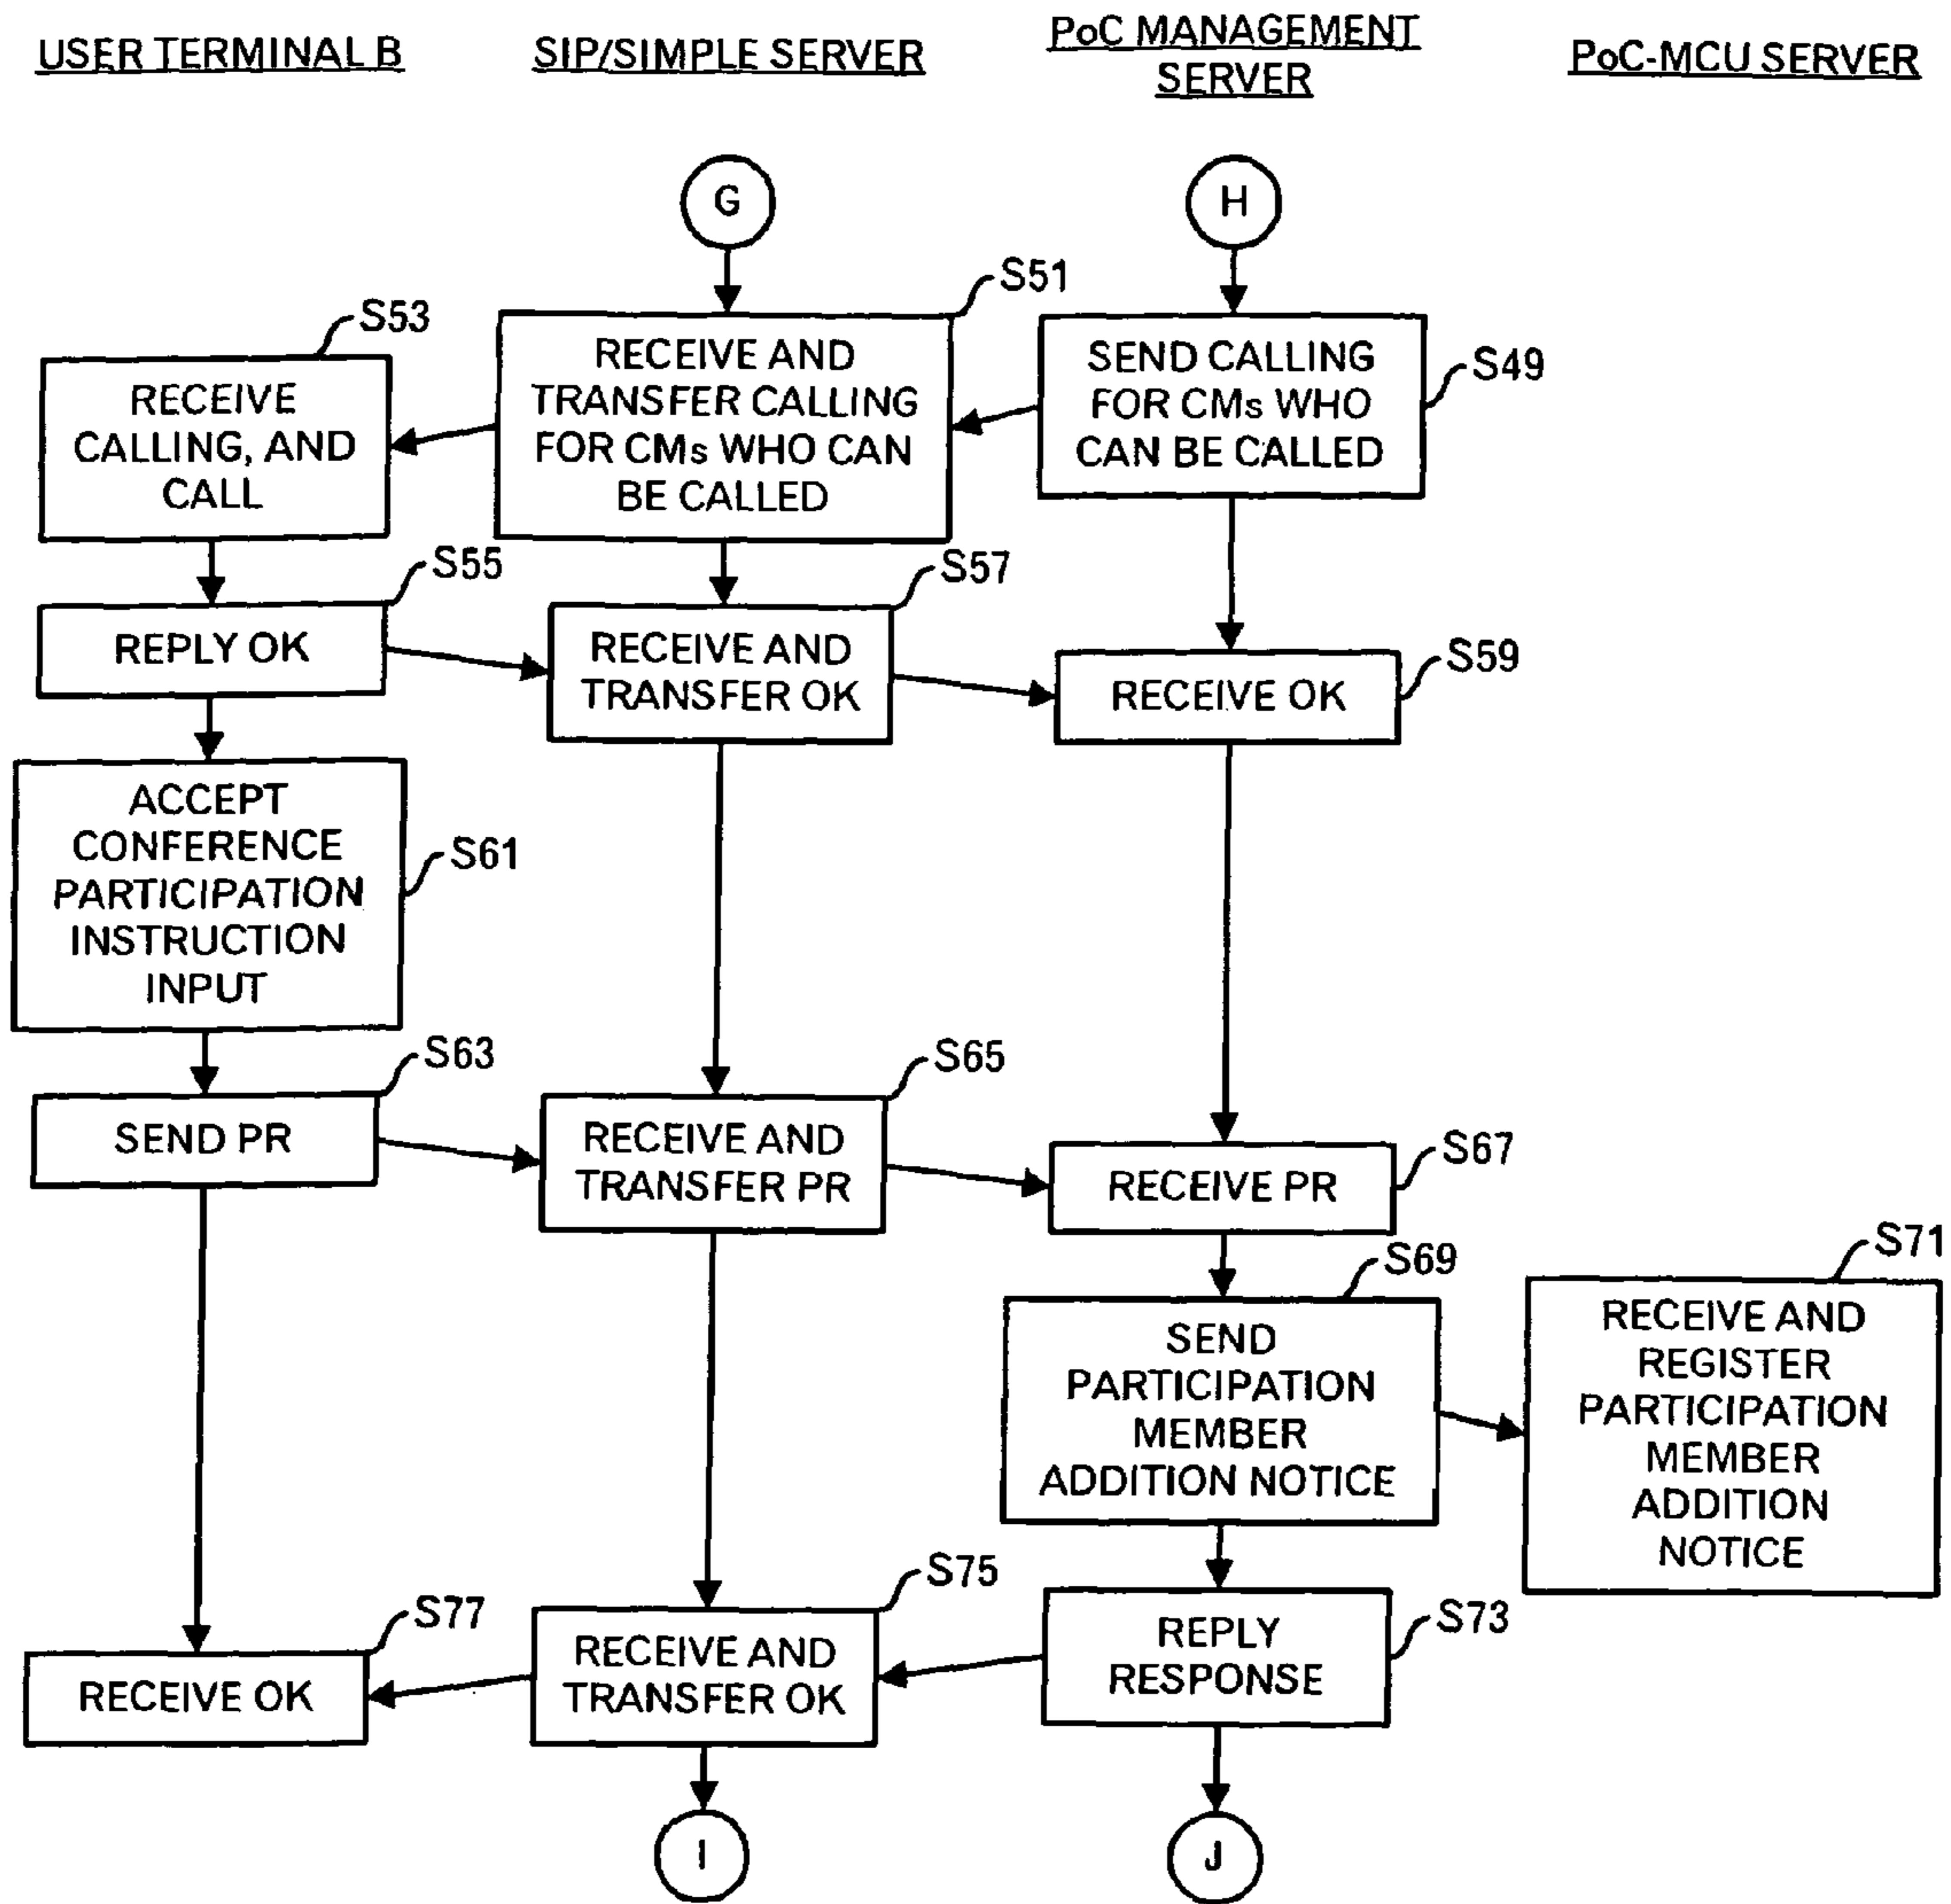 USER TERMINAL B
SIP/SIMPLE SERVER
PoC MANAGEMENT
SERVER
PoC-MCU SERVER
G
H
S53
RECEIVE
CALLING, AND
CALL
S51
RECEIVE AND
TRANSFER CALLING
FOR CMs WHO CAN
BE CALLED
SEND CALLING
FOR CMs WHO
CAN BE CALLED
S49
S55
REPLY OK
S57
RECEIVE AND
TRANSFER OK
S59
RECEIVE OK
ACCEPT
CONFERENCE
PARTICIPATION
INSTRUCTION
INPUT
S61
S63
SEND PR
S65
RECEIVE AND
TRANSFER PR
S67
RECEIVE PR
S69
SEND
PARTICIPATION
MEMBER
ADDITION NOTICE
S71
RECEIVE AND
REGISTER
PARTICIPATION
MEMBER
ADDITION
NOTICE
S77
RECEIVE OK
S75
RECEIVE AND
TRANSFER OK
S73
REPLY
RESPONSE
I
J